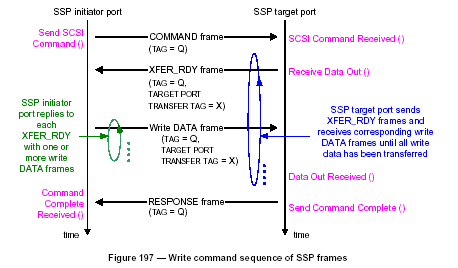 SSP initiator port
SSP target port
Send SCSI
Command ()
COMMAND frame
(TAG = Q)
SCSI Command Received ()
XFER_RDY frame
(TAG = Q,
TARGET PORT
TRANSFER TAG = X)
Receive Data Out ()
SSP initiator
port replies to
each
XFER_RDY
with one or
more write
DATA frames
Write DATA frame
(TAG = Q,
TARGET PORT
TRANSFER TAG = X)
SSP target port sends
XFER_RDY frames and
receives corresponding write
DATA frames until all write
data has been transferred
Data Out Received ()
Command
Complete
Received ()
RESPONSE frame
(TAG = Q)
Send Command Complete ()
time
time
Figure 197 — Write command sequence of SSP frames